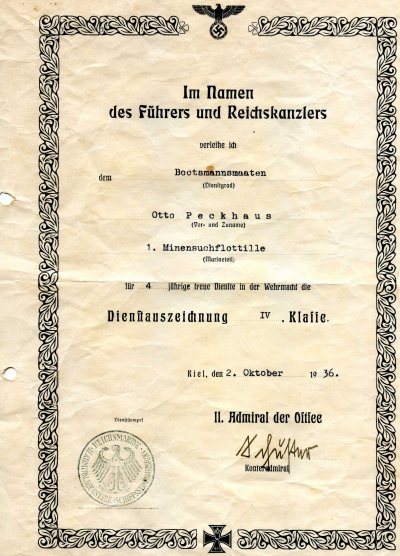 Im Namen
des Führers und Reichskanzlers
verleihe ich
dem Bootsmannsmaaten
(Dienstgrad)
Otto Peckhaus
(Vor- und Zuname)
1. Minensuchflottille
(Marineteil)
für 4 jährige treue Dienste in der Wehrmacht die
Dienstauszeichnung IV. Klasse.
Kiel, den 2. Oktober 1936.
Dienststempel
II. Admiral der Ostsee
Schuster
Konteradmiral
REICHSMARINE